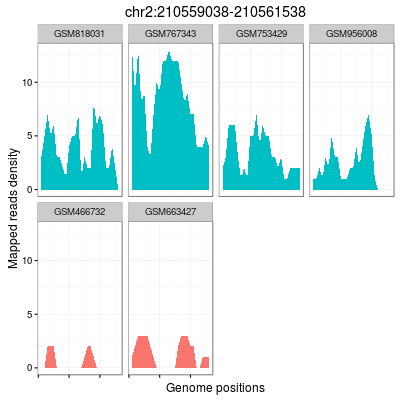 chr2:210559038-210561538
GSM818031 GSM767343 GSM753429 GSM956008
10
5
0
GSM466732 GSM663427
10
5
0
Mapped reads density
Genome positions